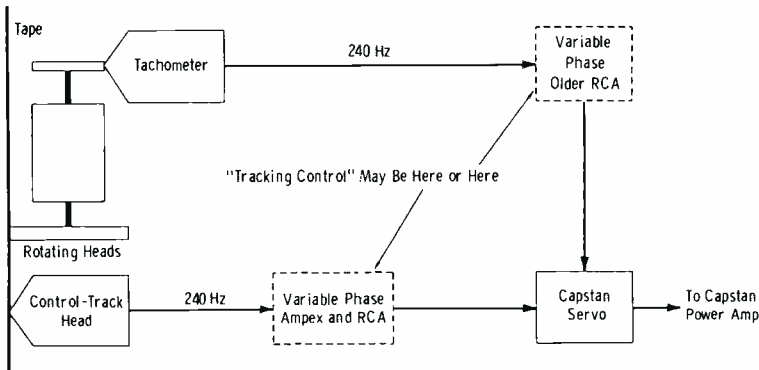 Tape
Tachometer
240 Hz
Variable
Phase
Older RCA
"Tracking Control" May Be Here or Here
Rotating Heads
Control-Track
Head
240 Hz
Variable Phase
Ampex and RCA
Capstan
Servo
To Capstan
Power Amp